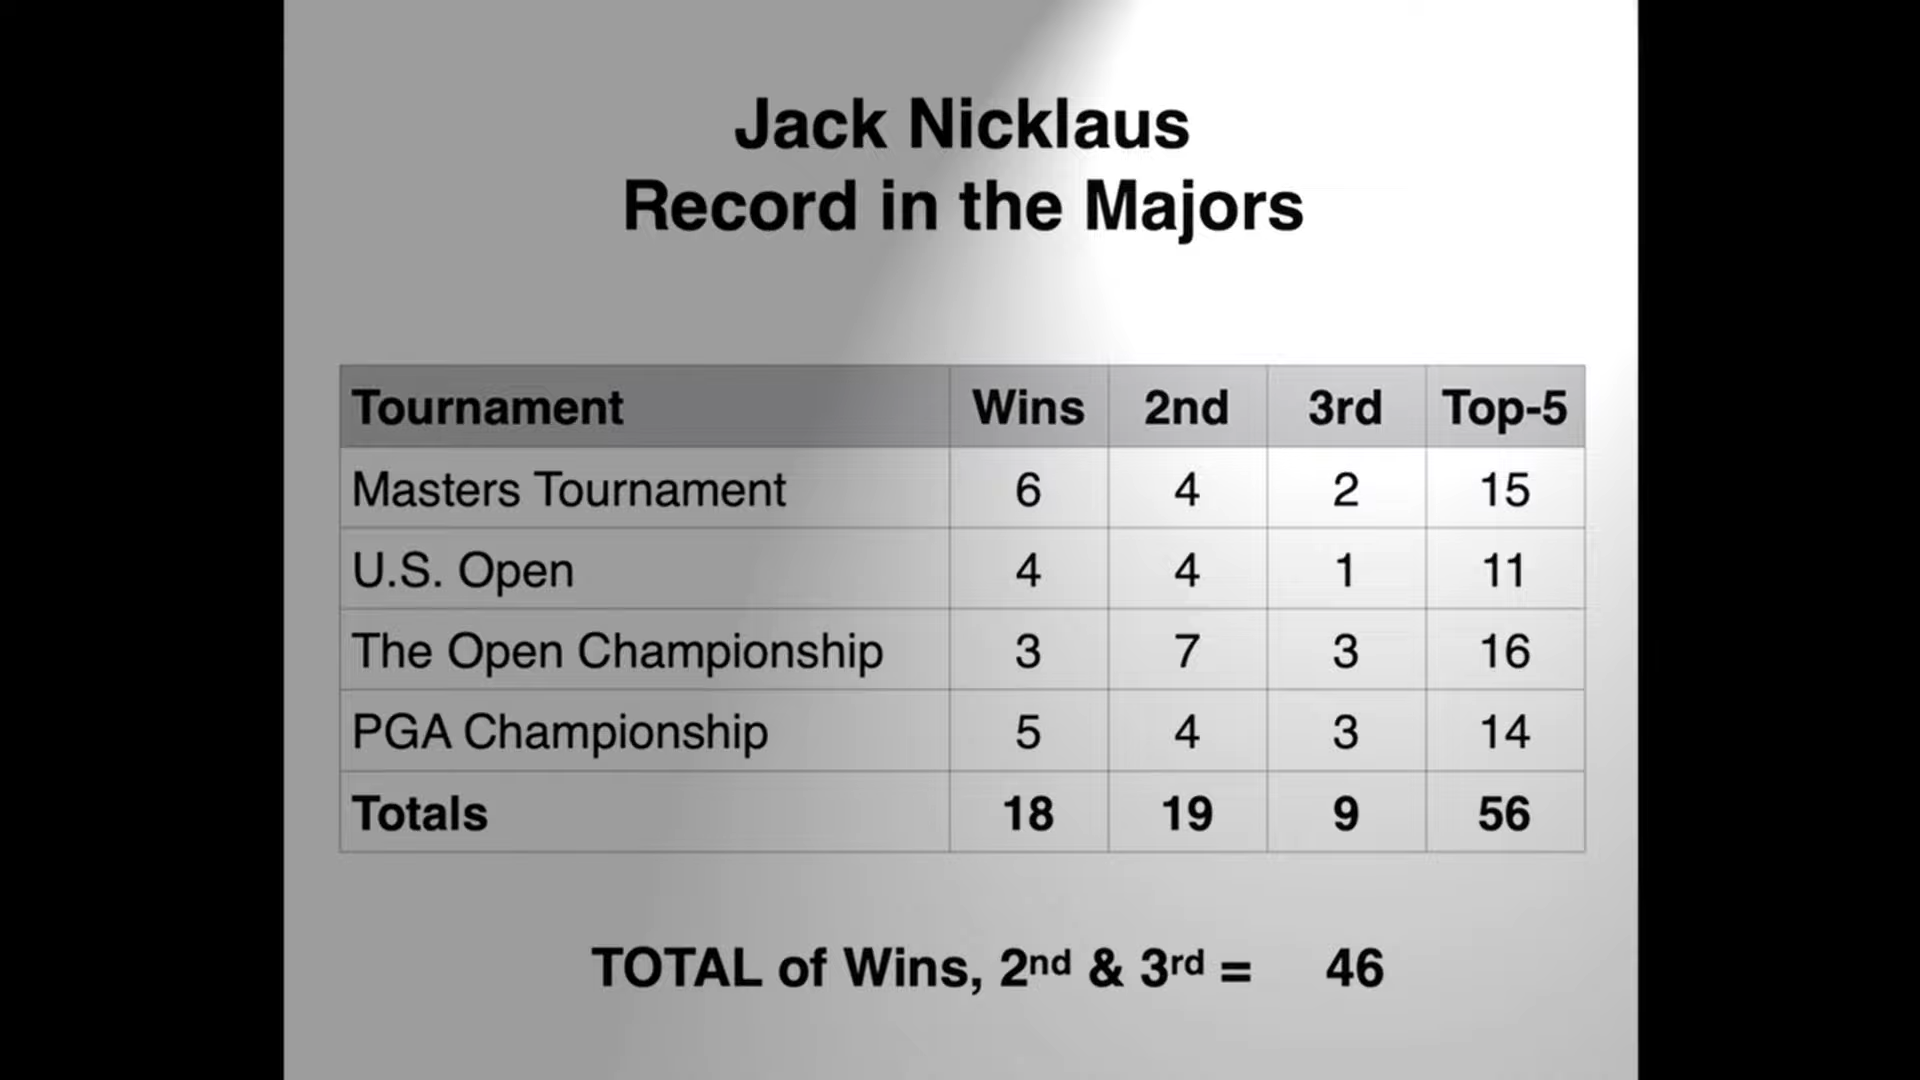 Jack Nicklaus
Record in the Majors
Tournament Wins 2nd 3rd Top-5
Masters Tournament 6 4 2 15
U.S. Open 4 4 1 11
The Open Championship 3 7 3 16
PGA Championship 5 4 3 14
Totals 18 19 9 56
TOTAL of Wins, 2nd & 3rd = 46